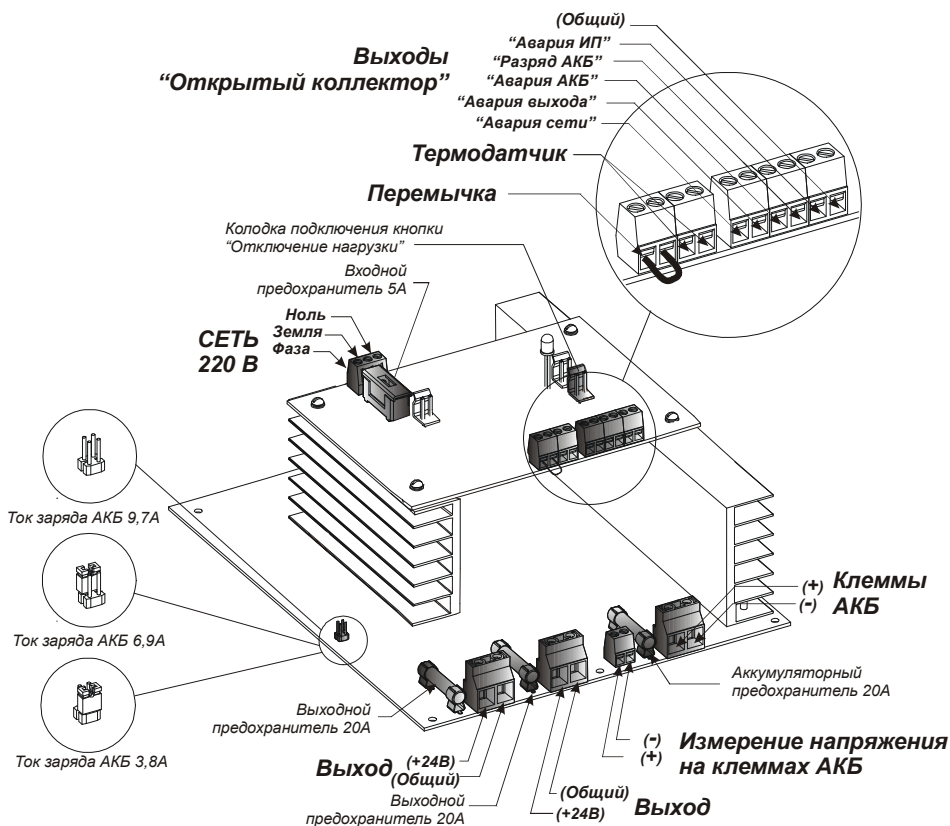 (Общий)
“Авария ИП”
Выходы
“Открытый коллектор”
“Разряд АКБ”
“Авария АКБ”
“Авария выхода”
“Авария сети”
Термодатчик
Перемычка
Колодка подключения кнопки
“Отключение нагрузки”
Входной
предохранитель 5А
Ноль
Земля
Фаза
СЕТЬ
220 В
Ток заряда АКБ 9,7А
Ток заряда АКБ 6,9А
Ток заряда АКБ 3,8А
(+)
(-)
Клеммы
АКБ
Аккумуляторный
предохранитель 20А
Выходной
предохранитель 20А
(-)
(+)
Измерение напряжения
на клеммах АКБ
Выход
(+24В)
(Общий)
Выходной
предохранитель 20А
(Общий)
(+24В)
Выход